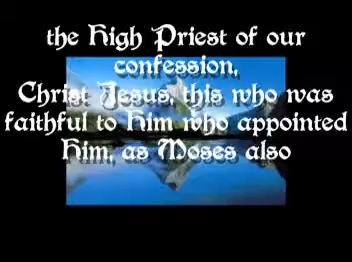 the High Priest of our
confession,
Christ Jesus, this who was
faithful to Him who appointed
Him, as Moses also